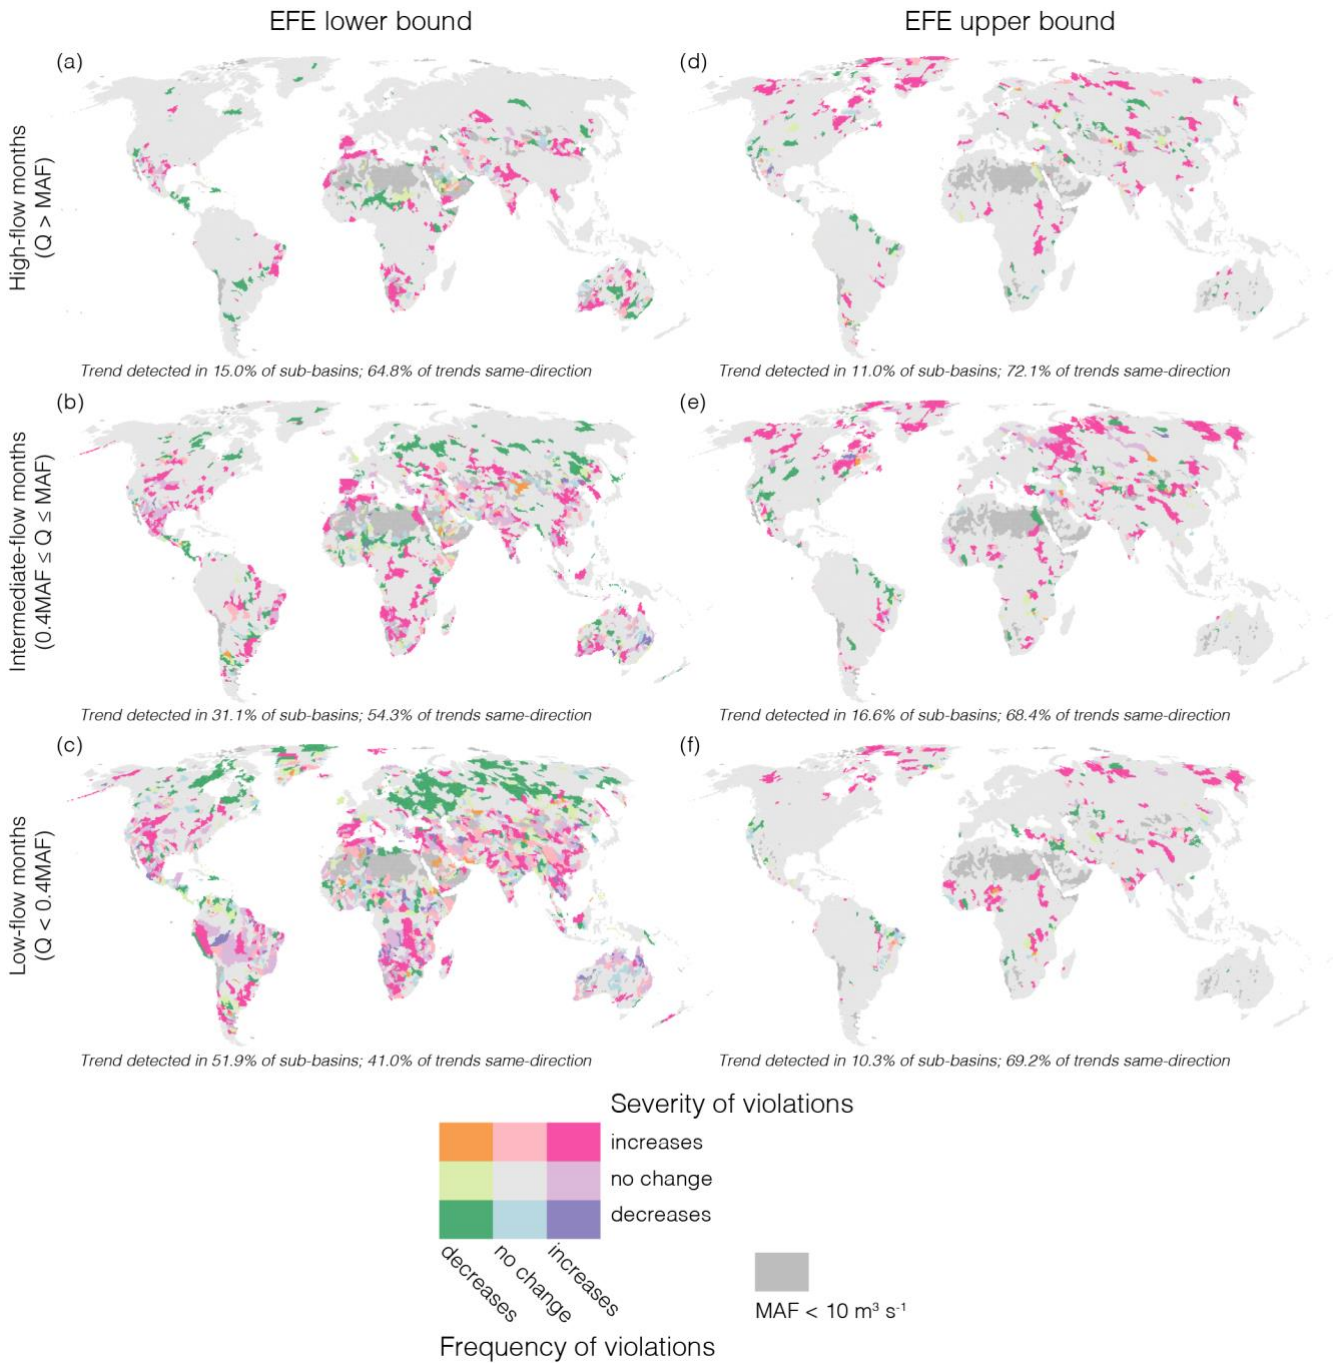 EFE lower bound
EFE upper bound
High-flow months
(Q > MAF)
(a)
(d)
Trend detected in 15.0% of sub-basins; 64.8% of trends same-direction
Trend detected in 11.0% of sub-basins; 72.1% of trends same-direction
Intermediate-flow months
(0.4MAF ≤ Q ≤ MAF)
(b)
(e)
Trend detected in 31.1% of sub-basins; 54.3% of trends same-direction
Trend detected in 16.6% of sub-basins; 68.4% of trends same-direction
Low-flow months
(Q < 0.4MAF)
(c)
(f)
Trend detected in 51.9% of sub-basins; 41.0% of trends same-direction
Trend detected in 10.3% of sub-basins; 69.2% of trends same-direction
Severity of violations
increases
no change
decreases
decreases
no change
increases
Frequency of violations
MAF < 10 m³ s⁻¹